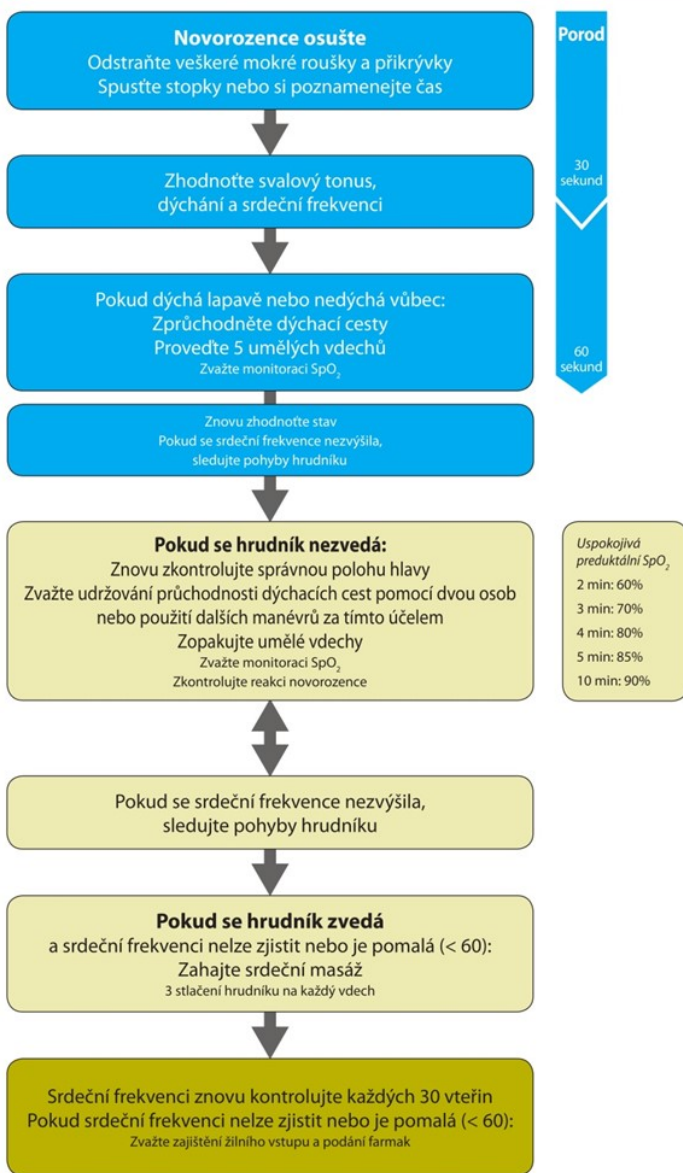 Novorozence osušte
Odstraňte veškeré mokré roušky a přikrývky
Spusťte stopky nebo si poznamenejte čas
Porod
30
sekund
Zhodnoťte svalový tonus,
dýchání a srdeční frekvenci
Pokud dýchá lapavě nebo nedýchá vůbec:
Zprůchodněte dýchací cesty
Proveďte 5 umělých vdechů
Zvažte monitoraci SpO₂
60
sekund
Znovu zhodnoťte stav
Pokud se srdeční frekvence nezvýšila,
sledujte pohyby hrudníku
Pokud se hrudník nezvedá:
Znovu zkontrolujte správnou polohu hlavy
Zvažte udržování průchodnosti dýchacích cest pomocí dvou osob
nebo použití dalších manévrů za tímto účelem
Zopakujte umělé vdechy
Zvažte monitoraci SpO₂
Zkontrolujte reakci novorozence
Uspokojivá
preduktální SpO₂
2 min: 60%
3 min: 70%
4 min: 80%
5 min: 85%
10 min: 90%
Pokud se srdeční frekvence nezvýšila,
sledujte pohyby hrudníku
Pokud se hrudník zvedá
a srdeční frekvenci nelze zjistit nebo je pomalá (< 60):
Zahajte srdeční masáž
3 stlačení hrudníku na každý vdech
Srdeční frekvenci znovu kontrolujte každých 30 vteřin
Pokud srdeční frekvenci nelze zjistit nebo je pomalá (< 60):
Zvažte zajištění žilního vstupu a podání farmak